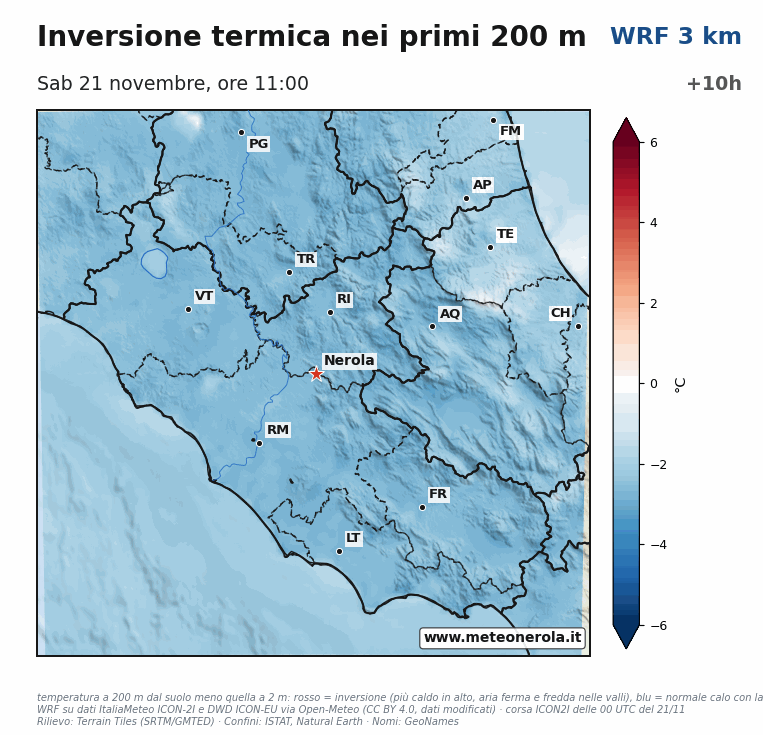 Inversione termica nei primi 200 m WRF 3 km
Sab 21 novembre, ore 11:00 +10h
FM
PG
AP
TE
TR
VT
RI
AQ
CH
Nerola
RM
FR
LT
www.meteonerola.it
6
4
2
0
−2
−4
−6
°C
temperatura a 200 m dal suolo meno quella a 2 m: rosso = inversione (più caldo in alto, aria ferma e fredda nelle valli), blu = normale calo con la
WRF su dati ItaliaMeteo ICON-2I e DWD ICON-EU via Open-Meteo (CC BY 4.0, dati modificati) · corsa ICON2I delle 00 UTC del 21/11
Rilievo: Terrain Tiles (SRTM/GMTED) · Confini: ISTAT, Natural Earth · Nomi: GeoNames